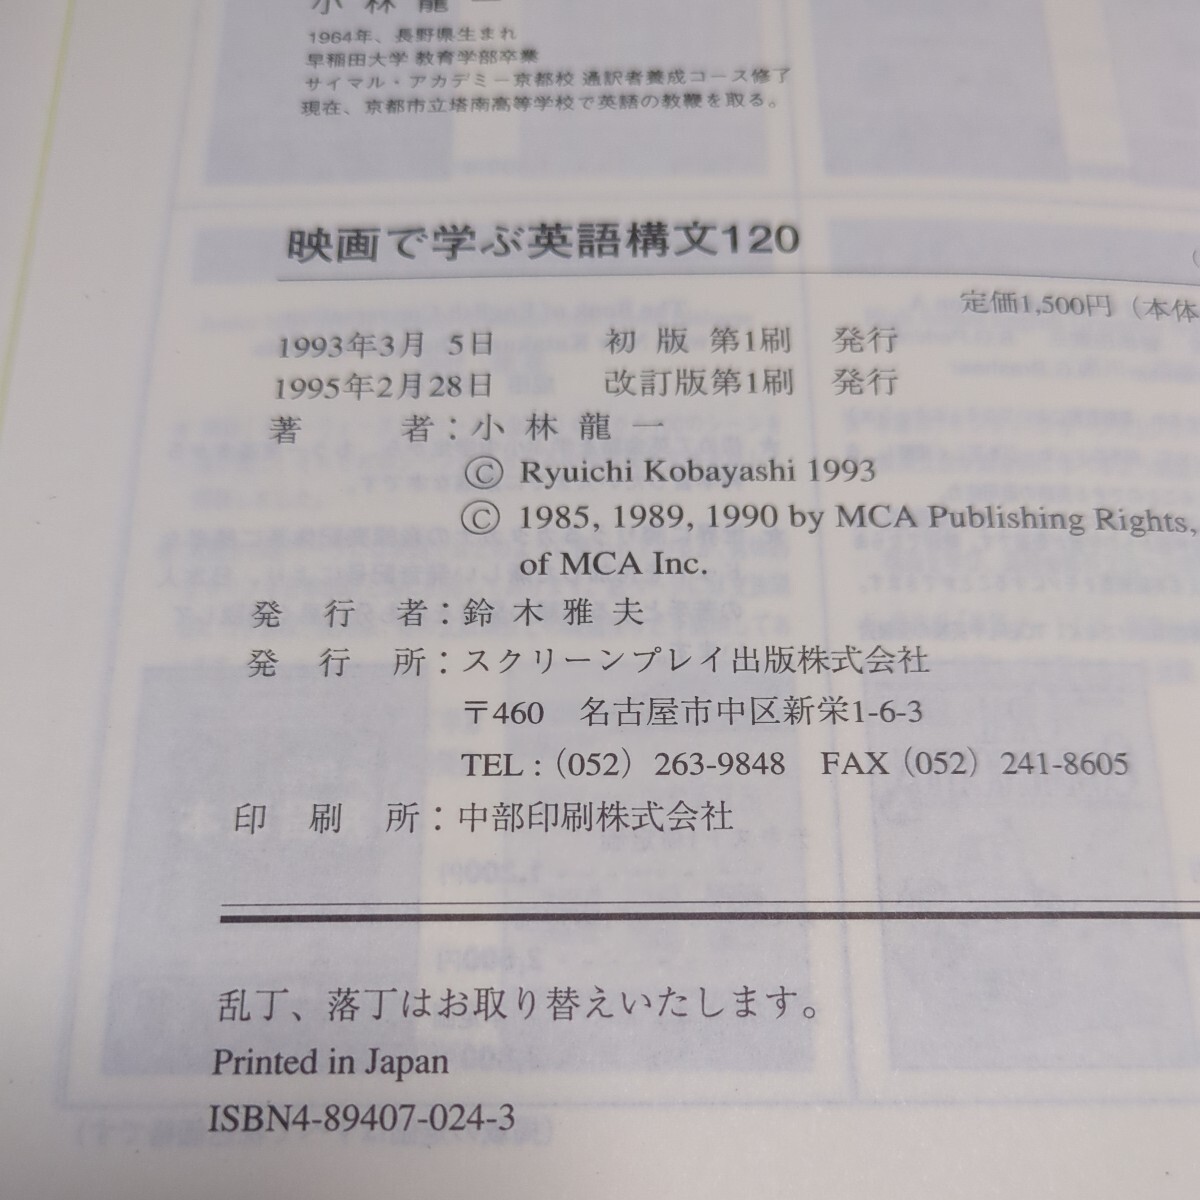 小 林 龍 一
1964年、長野県生まれ
早稲田大学 教育学部卒業
サイマル・アカデミー京都校 通訳者養成コース修了
現在、京都市立塔南高等学校で英語の教鞭を取る。
映画で学ぶ英語構文120
定価1,500円（本体
1993年3月 5日 初 版 第1刷 発行
1995年2月28日 改訂版第1刷 発行
著 者：小 林 龍 一
Ⓒ Ryuichi Kobayashi 1993
Ⓒ 1985, 1989, 1990 by MCA Publishing Rights,
of MCA Inc.
発 行 者：鈴 木 雅 夫
発 行 所：スクリーンプレイ出版株式会社
〒460 名古屋市中区新栄1-6-3
TEL :（052）263-9848 FAX（052）241-8605
印 刷 所：中部印刷株式会社
乱丁、落丁はお取り替えいたします。
Printed in Japan
ISBN4-89407-024-3